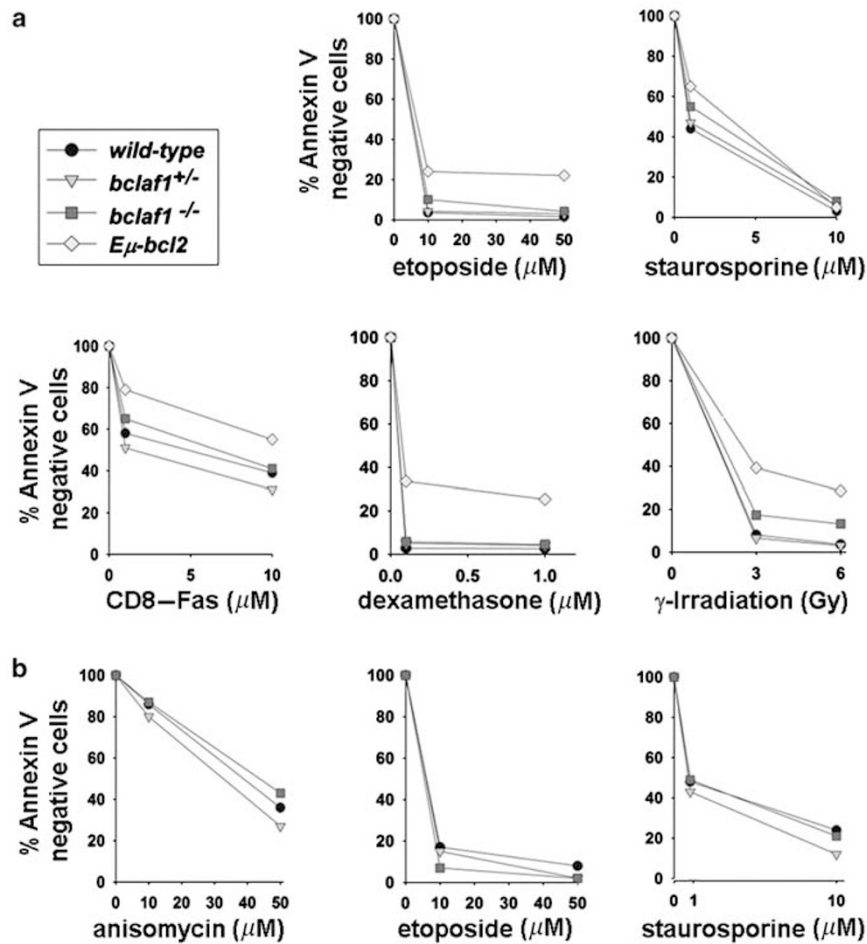 a
wild-type
bclaf1+/-
bclaf1 -/-
Eμ-bcl2
% Annexin V
negative cells
100
80
60
40
20
0
0 10 20 30 40 50
etoposide (μM)
100
80
60
40
20
0
0 5 10
staurosporine (μM)
% Annexin V
negative cells
100
80
60
40
20
0
0 5 10
CD8–Fas (μM)
100
80
60
40
20
0
0.0 0.5 1.0
dexamethasone (μM)
100
80
60
40
20
0
0 3 6
γ-Irradiation (Gy)
b
% Annexin V
negative cells
100
80
60
40
20
0
0 10 20 30 40 50
anisomycin (μM)
100
80
60
40
20
0
0 10 20 30 40 50
etoposide (μM)
100
80
60
40
20
0
0 1 10
staurosporine (μM)